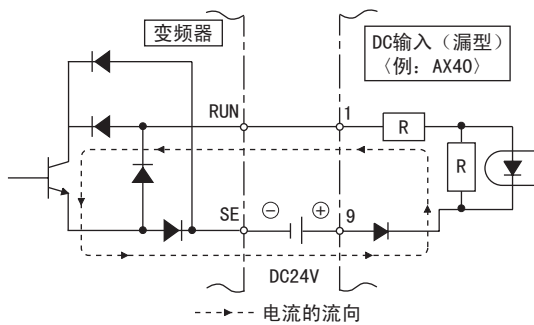 变频器
DC输入（漏型）
〈例：AX40〉
RUN
1
R
R
SE
⊖
⊕
9
DC24V
电流的流向